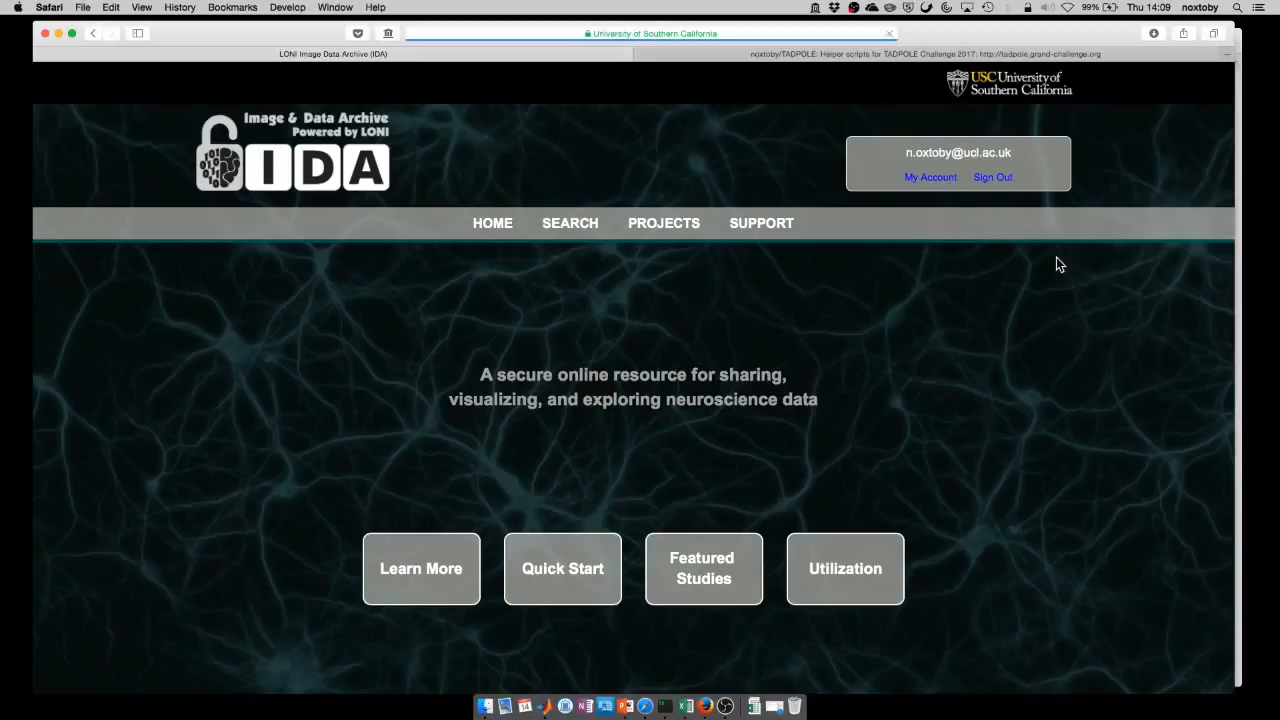 Safari File Edit View History Bookmarks Develop Window Help 99% Thu 14:09 noxtoby
University of Southern California
LONI Image Data Archive (IDA) noxtoby/TADPOLE: Helper scripts for TADPOLE Challenge 2017: http://tadpole.grand-challenge.org
USC University of
Southern California
Image & Data Archive
Powered by LONI
IDA
n.oxtoby@ucl.ac.uk
My Account Sign Out
HOME SEARCH PROJECTS SUPPORT
A secure online resource for sharing,
visualizing, and exploring neuroscience data
Learn More Quick Start Featured Studies Utilization